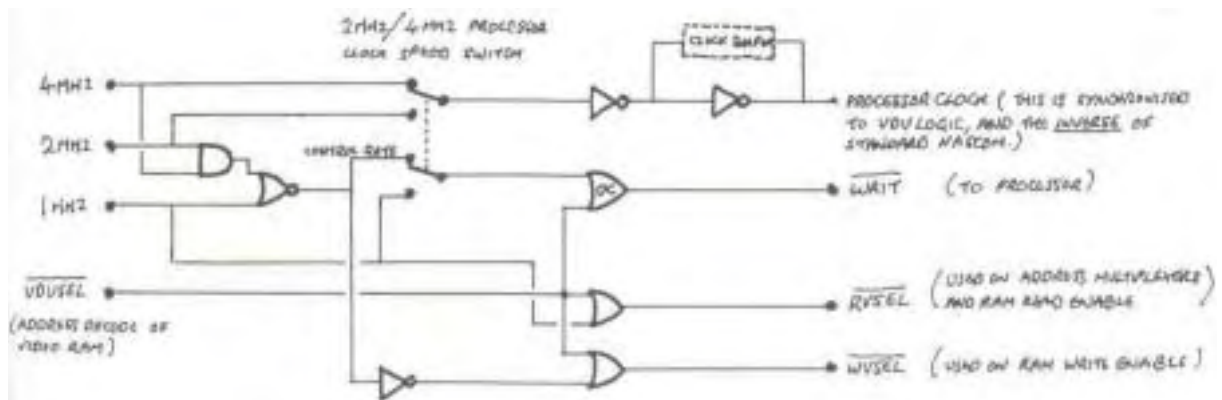 2MHZ/4MHZ PROCESSOR
CLOCK SPEED SWITCH
4MHZ
2MHZ
1MHZ
CONTROL RATE
VDUSEL
(ADDRESS DECODE OF
VIDEO RAM)
CLOCK
PROCESSOR CLOCK (THIS IS SYNCHRONISED
TO VDU LOGIC, AND THE INVERSE OF
STANDARD NASCOM.)
OC
WAIT (TO PROCESSOR)
RVSEL (USED ON ADDRESS MULTIPLEXERS
AND RAM READ ENABLE
WVSEL (USED ON RAM WRITE ENABLE)